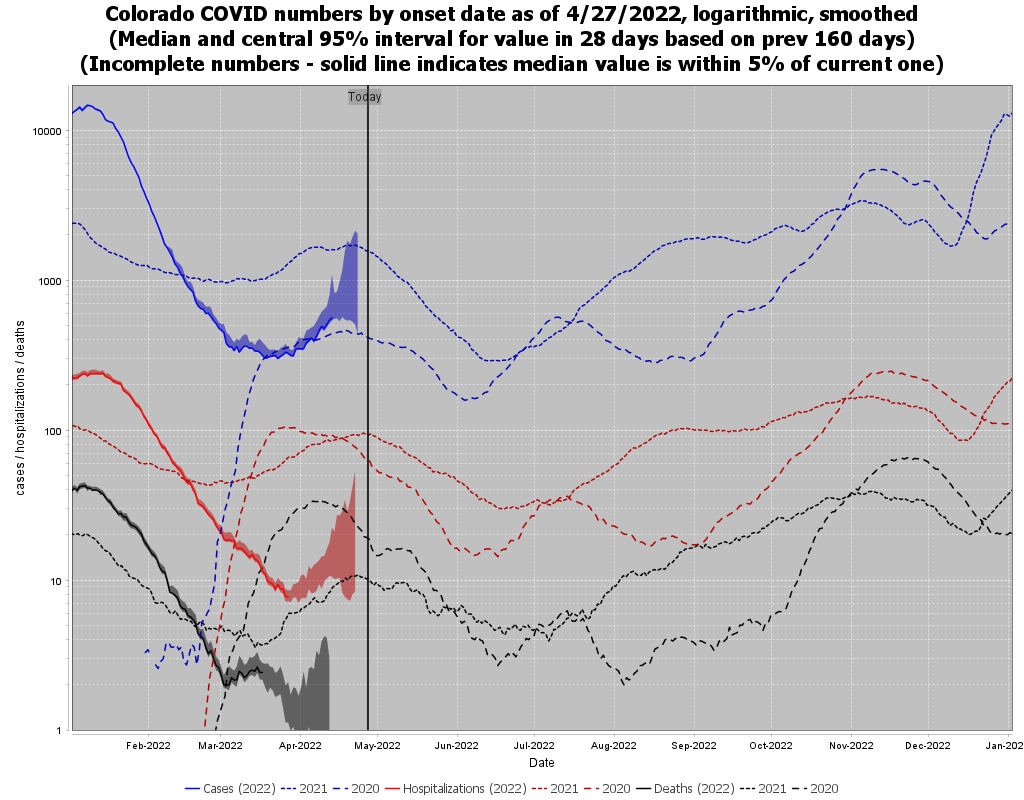 Colorado COVID numbers by onset date as of 4/27/2022, logarithmic, smoothed
(Median and central 95% interval for value in 28 days based on prev 160 days)
(Incomplete numbers - solid line indicates median value is within 5% of current one)
Today
10000
1000
100
10
1
cases / hospitalizations / deaths
Feb-2022 Mar-2022 Apr-2022 May-2022 Jun-2022 Jul-2022 Aug-2022 Sep-2022 Oct-2022 Nov-2022 Dec-2022 Jan-202
Date
Cases (2022) 2021 2020 Hospitalizations (2022) 2021 2020 Deaths (2022) 2021 2020